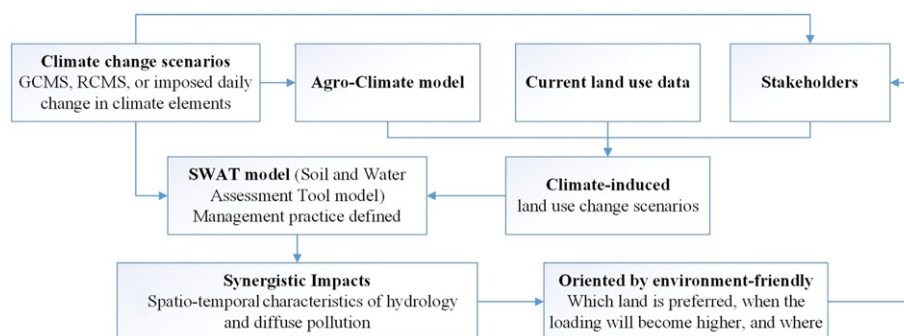 Climate change scenarios
GCMS, RCMS, or imposed daily
change in climate elements
Agro-Climate model
Current land use data
Stakeholders
SWAT model (Soil and Water
Assessment Tool model)
Management practice defined
Climate-induced
land use change scenarios
Synergistic Impacts
Spatio-temporal characteristics of hydrology
and diffuse pollution
Oriented by environment-friendly
Which land is preferred, when the
loading will become higher, and where